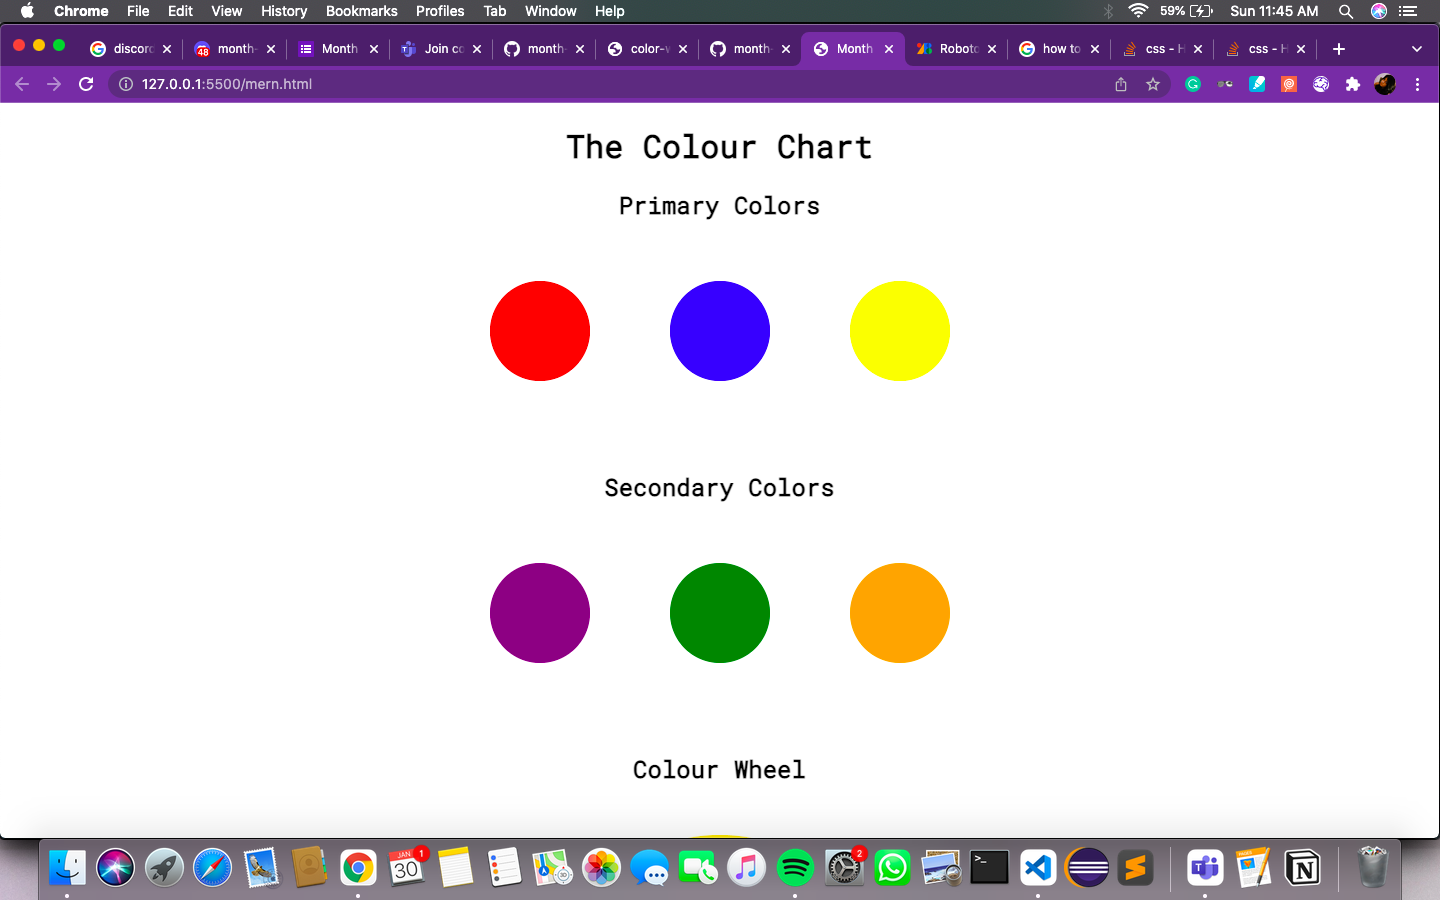 Chrome File Edit View History Bookmarks Profiles Tab Window Help 59% Sun 11:45 AM
discord 48 month- Month Join co month- color-w month- Month Roboto how to css - H css - H
127.0.0.1:5500/mern.html
The Colour Chart
Primary Colors
Secondary Colors
Colour Wheel
JAN 1 2
30